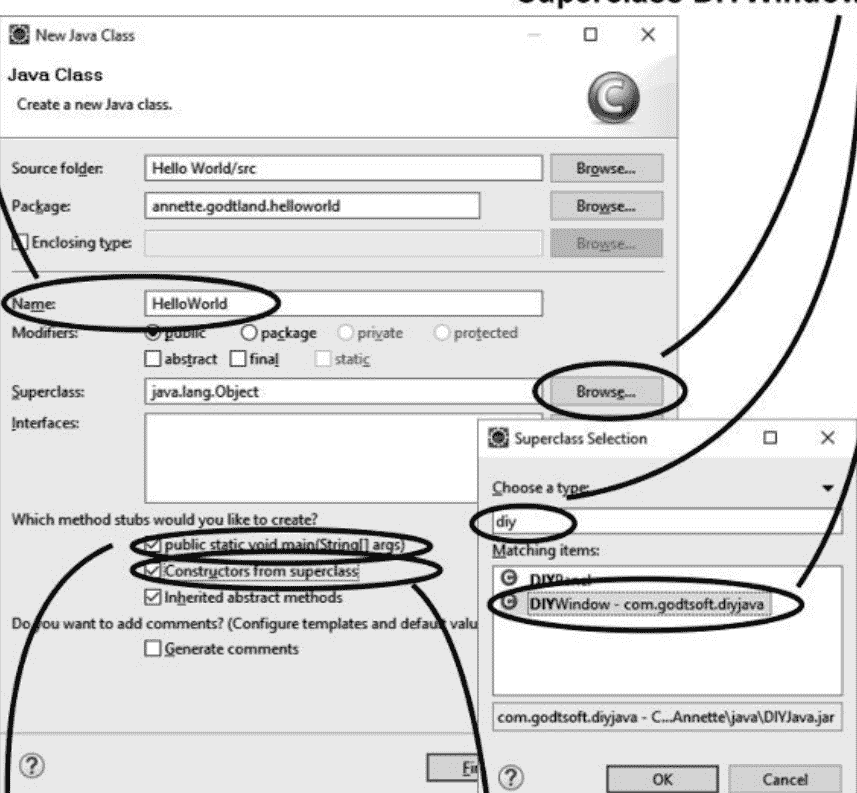 Superclass DIYWindow
New Java Class
Java Class
Create a new Java class.
Source folder: Hello World/src Browse...
Package: annette.godtland.helloworld Browse...
Enclosing type: Browse...
Name: HelloWorld
Modifiers: public package private protected
abstract final static
Superclass: java.lang.Object Browse...
Interfaces:
Which method stubs would you like to create?
public static void main(String[] args)
Constructors from superclass
Inherited abstract methods
Do you want to add comments? (Configure templates and default valu
Generate comments
Superclass Selection
Choose a type:
diy
Matching items:
DIYPanel
DIYWindow - com.godtsoft.diyjava
com.godtsoft.diyjava - C...Annette\java\DIYJava.jar
OK Cancel